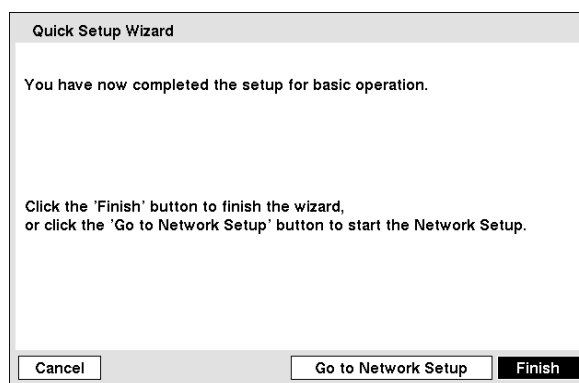 Quick Setup Wizard
You have now completed the setup for basic operation.
Click the 'Finish' button to finish the wizard,
or click the 'Go to Network Setup' button to start the Network Setup.
Cancel
Go to Network Setup
Finish